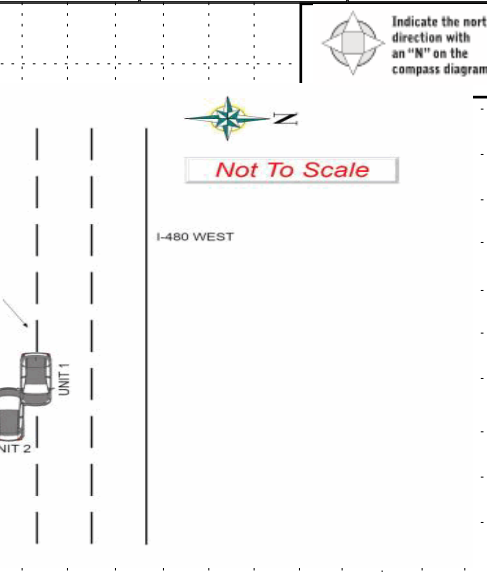 Indicate the nort
direction with
an “N” on the
compass diagram
N
Not To Scale
I-480 WEST
UNIT 1
NIT 2